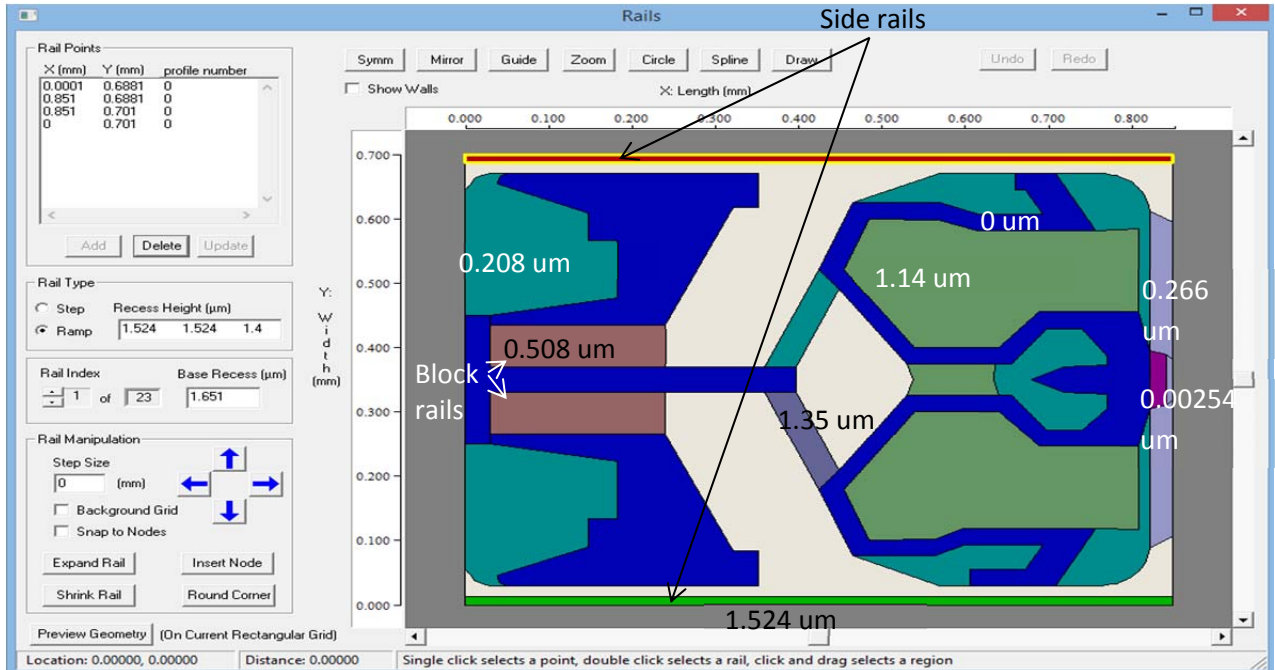 Rails
Side rails
Rail Points
X (mm) Y (mm) profile number
0.0001 0.6881 0
0.851 0.6881 0
0.851 0.701 0
0 0.701 0
Add Delete Update
Rail Type
Step
Ramp
Recess Height (µm)
1.524 1.524 1.4
Rail Index
1 of 23
Base Recess (µm)
1.651
Rail Manipulation
Step Size
0 (mm)
Background Grid
Snap to Nodes
Expand Rail Insert Node
Shrink Rail Round Corner
Preview Geometry (On Current Rectangular Grid)
Symm Mirror Guide Zoom Circle Spline Draw Undo Redo
Show Walls
X: Length (mm)
0.000 0.100 0.200 0.300 0.400 0.500 0.600 0.700 0.800
Y: Width (mm)
0.700
0.600
0.500
0.400
0.300
0.200
0.100
0.000
0 um
0.208 um
1.14 um
0.266 um
0.508 um
Block rails
1.35 um
0.00254 um
1.524 um
Location: 0.00000, 0.00000 Distance: 0.00000 Single click selects a point, double click selects a rail, click and drag selects a region